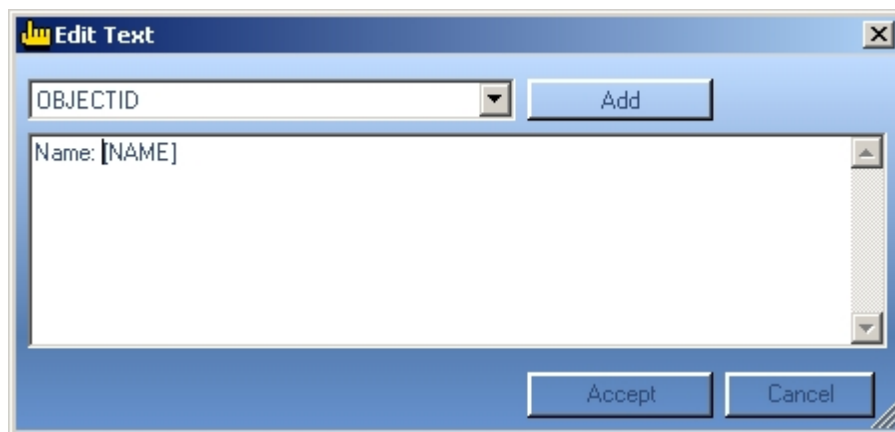 Edit Text
OBJECTID
Add
Name: [NAME]
Accept
Cancel